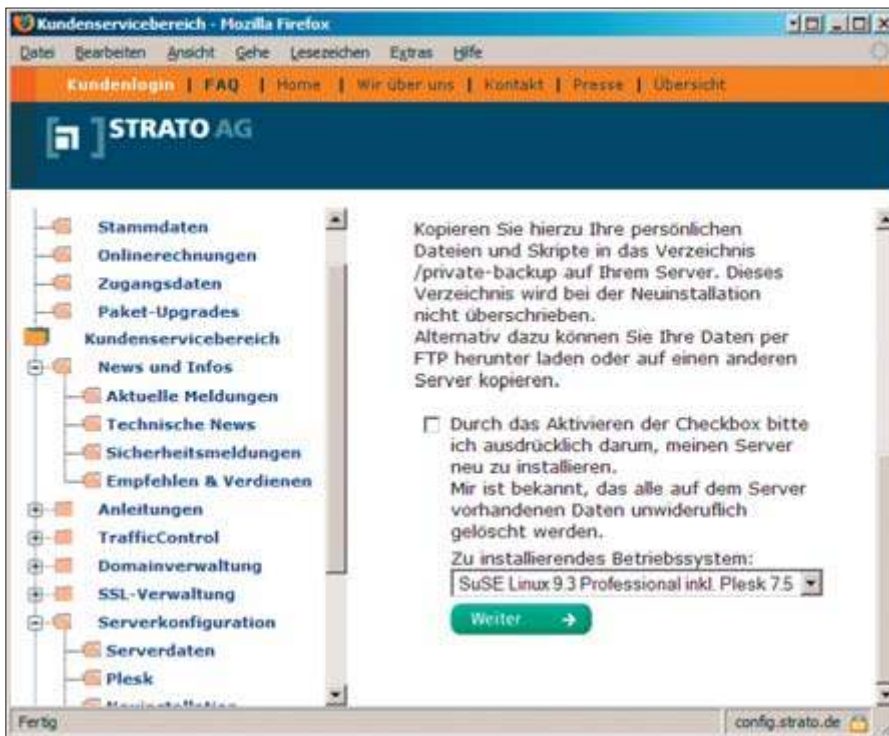 Kundenservicebereich - Mozilla Firefox
Datei Bearbeiten Ansicht Gehe Lesezeichen Extras Hilfe
Kundenlogin | FAQ | Home | Wir über uns | Kontakt | Presse | Übersicht
STRATO AG
Stammdaten
Onlinerechnungen
Zugangsdaten
Paket-Upgrades
Kundenservicebereich
News und Infos
Aktuelle Meldungen
Technische News
Sicherheitsmeldungen
Empfehlen & Verdienen
Anleitungen
TrafficControl
Domainverwaltung
SSL-Verwaltung
Serverkonfiguration
Serverdaten
Plesk
Neuinstallation
Kopieren Sie hierzu Ihre persönlichen
Dateien und Skripte in das Verzeichnis
/private-backup auf Ihrem Server. Dieses
Verzeichnis wird bei der Neuinstallation
nicht überschrieben.
Alternativ dazu können Sie Ihre Daten per
FTP herunter laden oder auf einen anderen
Server kopieren.
Durch das Aktivieren der Checkbox bitte
ich ausdrücklich darum, meinen Server
neu zu installieren.
Mir ist bekannt, das alle auf dem Server
vorhandenen Daten unwideruflich
gelöscht werden.
Zu installierendes Betriebssystem:
SuSE Linux 9.3 Professional inkl. Plesk 7.5
Weiter
Fertig
config.strato.de